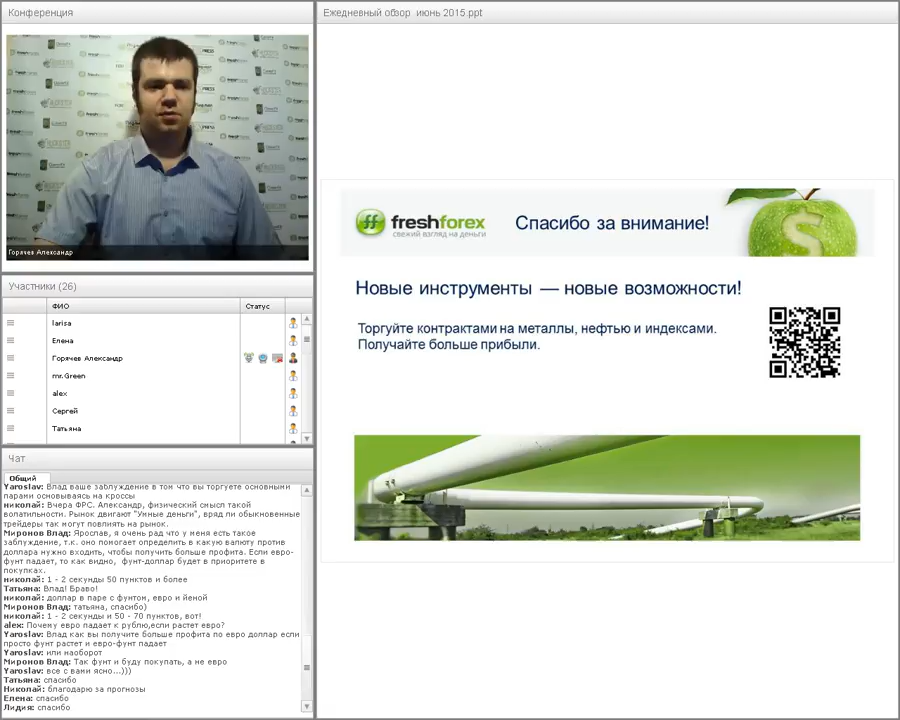 Конференция
Горячев Александр
Участники (26)
ФИО
Статус
larisa
Елена
Горячев Александр
mr.Green
alex
Сергей
Татьяна
Чат
Общий
Yaroslav: Влад ваше заблуждение в том что вы торгуете основными
парами основываясь на кроссы
николай: Вчера ФРС. Александр, физический смысл такой
волатильности. Рынок двигают "Умные деньги", вряд ли обыкновенные
трейдеры так могут повлиять на рынок.
Миронов Влад: Ярослав, я очень рад что у меня есть такое
заблуждение, т.к. оно помогает определить в какую валюту против
доллара нужно входить, чтобы получить больше профита. Если евро-
фунт падает, то как видно,  фунт-доллар будет в приоритете в
покупках.
николай: 1 - 2 секунды 50 пунктов и более
Татьяна: Влад! Браво!
николай: доллар в паре с фунтом, евро и йеной
Миронов Влад: татьяна, спасибо)
николай: 1 - 2 секунды и 50 - 70 пунктов, вот!
alex: Почему евро падает к рублю,если растет евро?
Yaroslav: Влад как вы получите больше профита по евро доллар если
просто фунт растет и евро-фунт падает
Yaroslav: или наоборот
Миронов Влад: Так фунт и буду покупать, а не евро
Yaroslav: все с вами ясно...)))
Татьяна: спасибо
Николай: благодарю за прогнозы
Елена: спасибо
Лидия: спасибо
Ежедневный обзор  июнь 2015.ppt
ff freshforex
свежий взгляд на деньги
Спасибо за внимание!
Новые инструменты — новые возможности!
Торгуйте контрактами на металлы, нефтью и индексами.
Получайте больше прибыли.